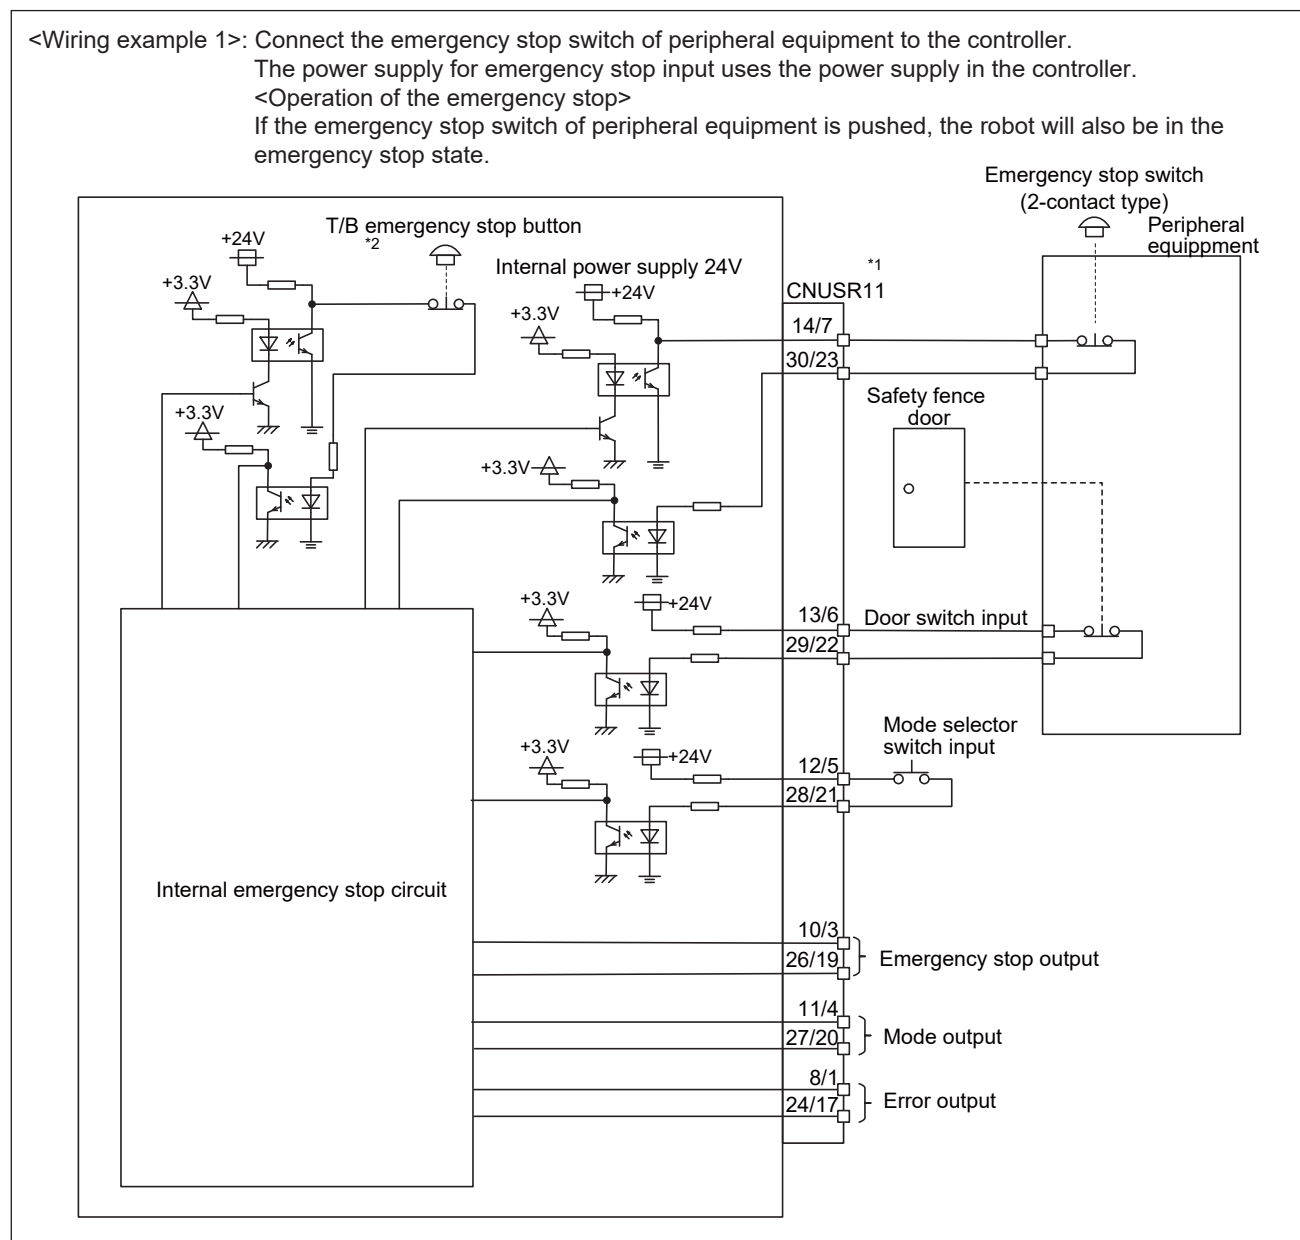 <Wiring example 1>: Connect the emergency stop switch of peripheral equipment to the controller.
The power supply for emergency stop input uses the power supply in the controller.
<Operation of the emergency stop>
If the emergency stop switch of peripheral equipment is pushed, the robot will also be in the
emergency stop state.
Emergency stop switch
(2-contact type)
Peripheral
equippment
T/B emergency stop button
*2
+24V
+3.3V
Internal power supply 24V
+24V
+3.3V
*1
CNUSR11
14/7
30/23
Safety fence
door
+3.3V
+3.3V
+3.3V
+24V
13/6
Door switch input
29/22
Mode selector
switch input
+3.3V
+24V
12/5
28/21
Internal emergency stop circuit
10/3
26/19
Emergency stop output
11/4
27/20
Mode output
8/1
24/17
Error output